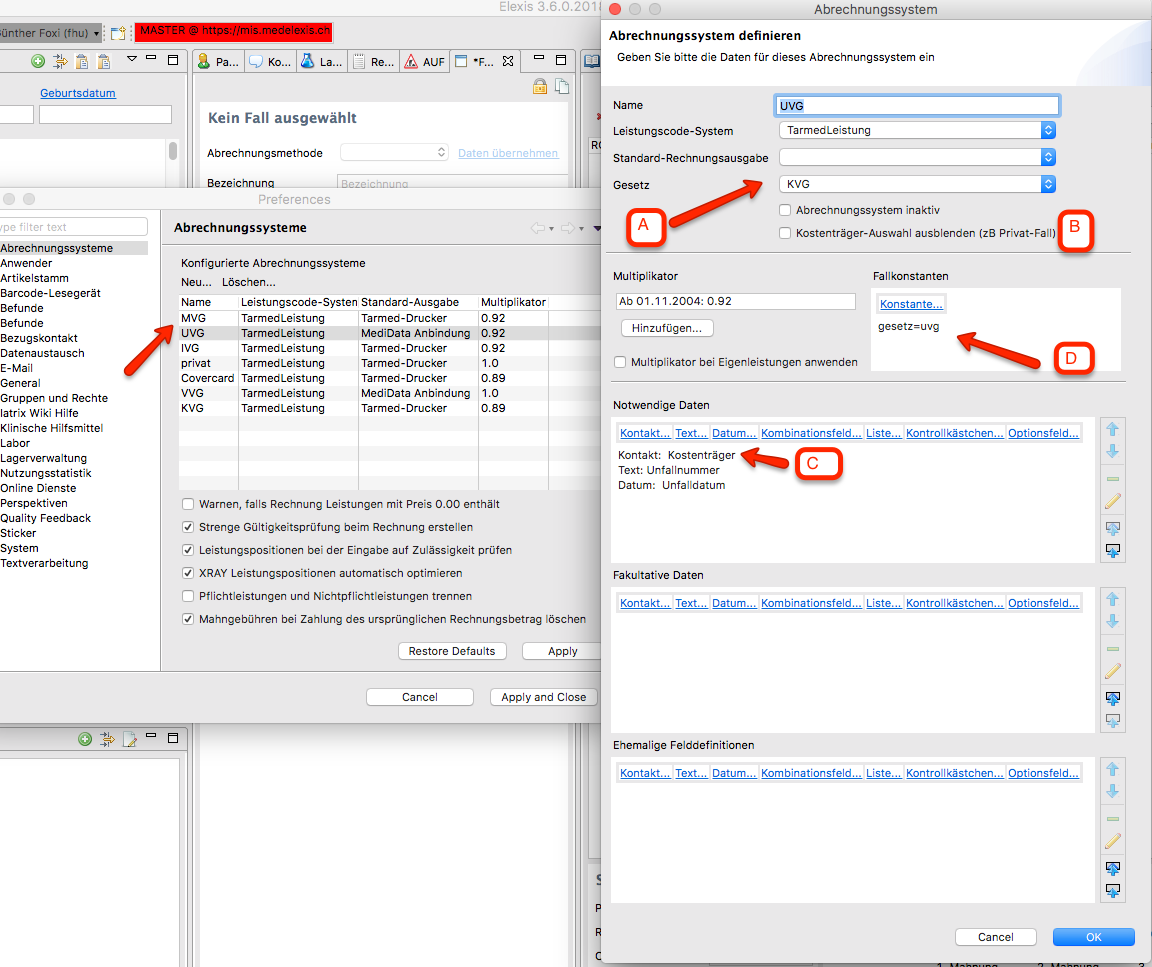 Elexis 3.6.0.2018
Günther Foxi (fhu)
MASTER @ https://mis.medelexis.ch
Pa...
Ko...
La...
Re...
AUF
*F...
Geburtsdatum
Kein Fall ausgewählt
Abrechnungsmethode
Daten übernehmen
Bezeichnung
Bezeichnung
Preferences
type filter text
Abrechnungssysteme
Anwender
Artikelstamm
Barcode-Lesegerät
Befunde
Befunde
Bezugskontakt
Datenaustausch
E-Mail
General
Gruppen und Rechte
Iatrix Wiki Hilfe
Klinische Hilfsmittel
Labor
Lagerverwaltung
Nutzungsstatistik
Online Dienste
Perspektiven
Quality Feedback
Sticker
System
Textverarbeitung
Abrechnungssysteme
Konfigurierte Abrechnungssysteme
Neu... Löschen...
Name Leistungscode-System Standard-Ausgabe Multiplikator
MVG TarmedLeistung Tarmed-Drucker 0.92
UVG TarmedLeistung MediData Anbindung 0.92
IVG TarmedLeistung Tarmed-Drucker 0.92
privat TarmedLeistung Tarmed-Drucker 1.0
Covercard TarmedLeistung Tarmed-Drucker 0.89
VVG TarmedLeistung MediData Anbindung 1.0
KVG TarmedLeistung Tarmed-Drucker 0.89
Warnen, falls Rechnung Leistungen mit Preis 0.00 enthält
Strenge Gültigkeitsprüfung beim Rechnung erstellen
Leistungspositionen bei der Eingabe auf Zulässigkeit prüfen
XRAY Leistungspositionen automatisch optimieren
Pflichtleistungen und Nichtpflichtleistungen trennen
Mahngebühren bei Zahlung des ursprünglichen Rechnungsbetrag löschen
Restore Defaults
Apply
Cancel
Apply and Close
Abrechnungssystem
Abrechnungssystem definieren
Geben Sie bitte die Daten für dieses Abrechnungssystem ein
Name UVG
Leistungscode-System TarmedLeistung
Standard-Rechnungsausgabe
Gesetz KVG
A
Abrechnungssystem inaktiv
Kostenträger-Auswahl ausblenden (zB Privat-Fall)
B
Multiplikator
Ab 01.11.2004: 0.92
Hinzufügen...
Multiplikator bei Eigenleistungen anwenden
Fallkonstanten
Konstante...
gesetz=uvg
D
Notwendige Daten
Kontakt... Text... Datum... Kombinationsfeld... Liste... Kontrollkästchen... Optionsfeld...
Kontakt: Kostenträger
C
Text: Unfallnummer
Datum: Unfalldatum
Fakultative Daten
Kontakt... Text... Datum... Kombinationsfeld... Liste... Kontrollkästchen... Optionsfeld...
Ehemalige Felddefinitionen
Kontakt... Text... Datum... Kombinationsfeld... Liste... Kontrollkästchen... Optionsfeld...
Cancel
OK